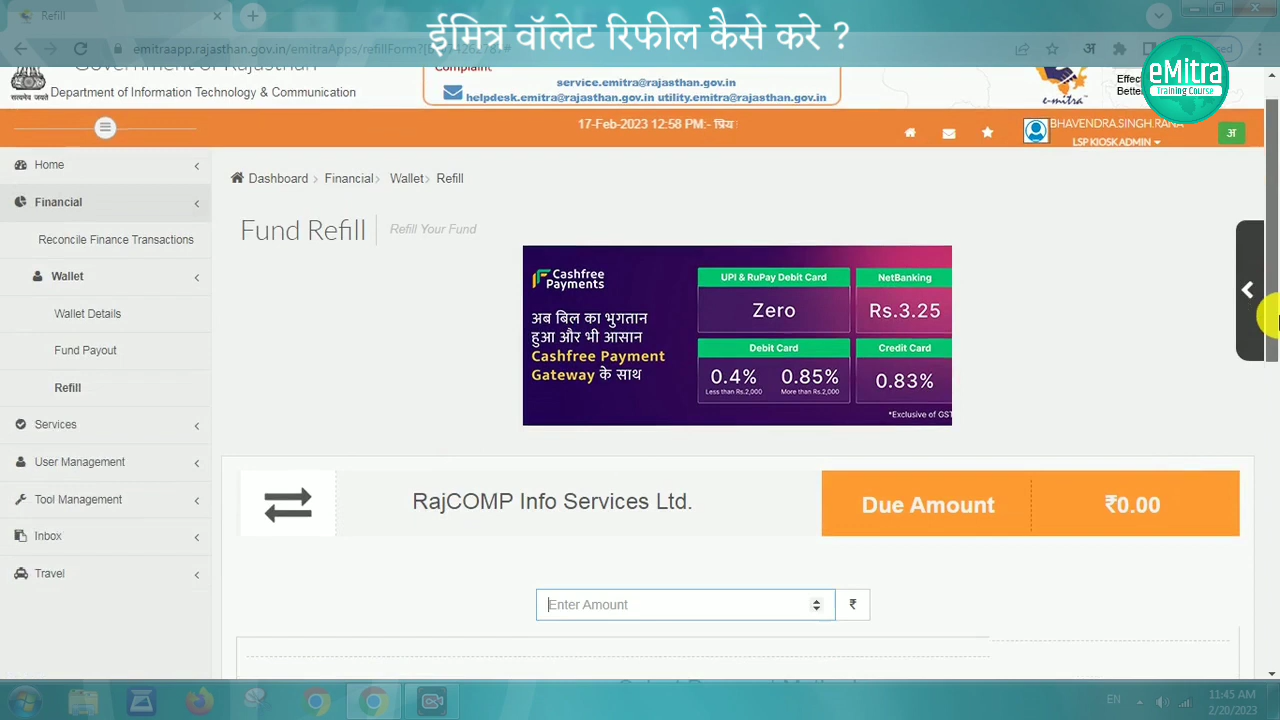 Refill
ईमित्र वॉलेट रिफील कैसे करे ?
eMitra
Training Course
Government of Rajasthan
Department of Information Technology & Communication
सत्यमेव जयते
Complaint
service.emitra@rajasthan.gov.in
helpdesk.emitra@rajasthan.gov.in utility.emitra@rajasthan.gov.in
e-mitra
17-Feb-2023 12:58 PM:- प्रिय
BHAVENDRA.SINGH.RANA
LSP KIOSK ADMIN
अ
Home
Financial
Reconcile Finance Transactions
Wallet
Wallet Details
Fund Payout
Refill
Services
User Management
Tool Management
Inbox
Travel
Dashboard > Financial > Wallet > Refill
Fund Refill
Refill Your Fund
Cashfree
Payments
अब बिल का भुगतान
हुआ और भी आसान
Cashfree Payment
Gateway के साथ
UPI & RuPay Debit Card
Zero
NetBanking
Rs.3.25
Debit Card
0.4% 0.85%
Less than Rs.2,000 More than Rs.2,000
Credit Card
0.83%
*Exclusive of GST
RajCOMP Info Services Ltd.
Due Amount ₹0.00
Enter Amount ₹
EN
11:45 AM
2/20/2023